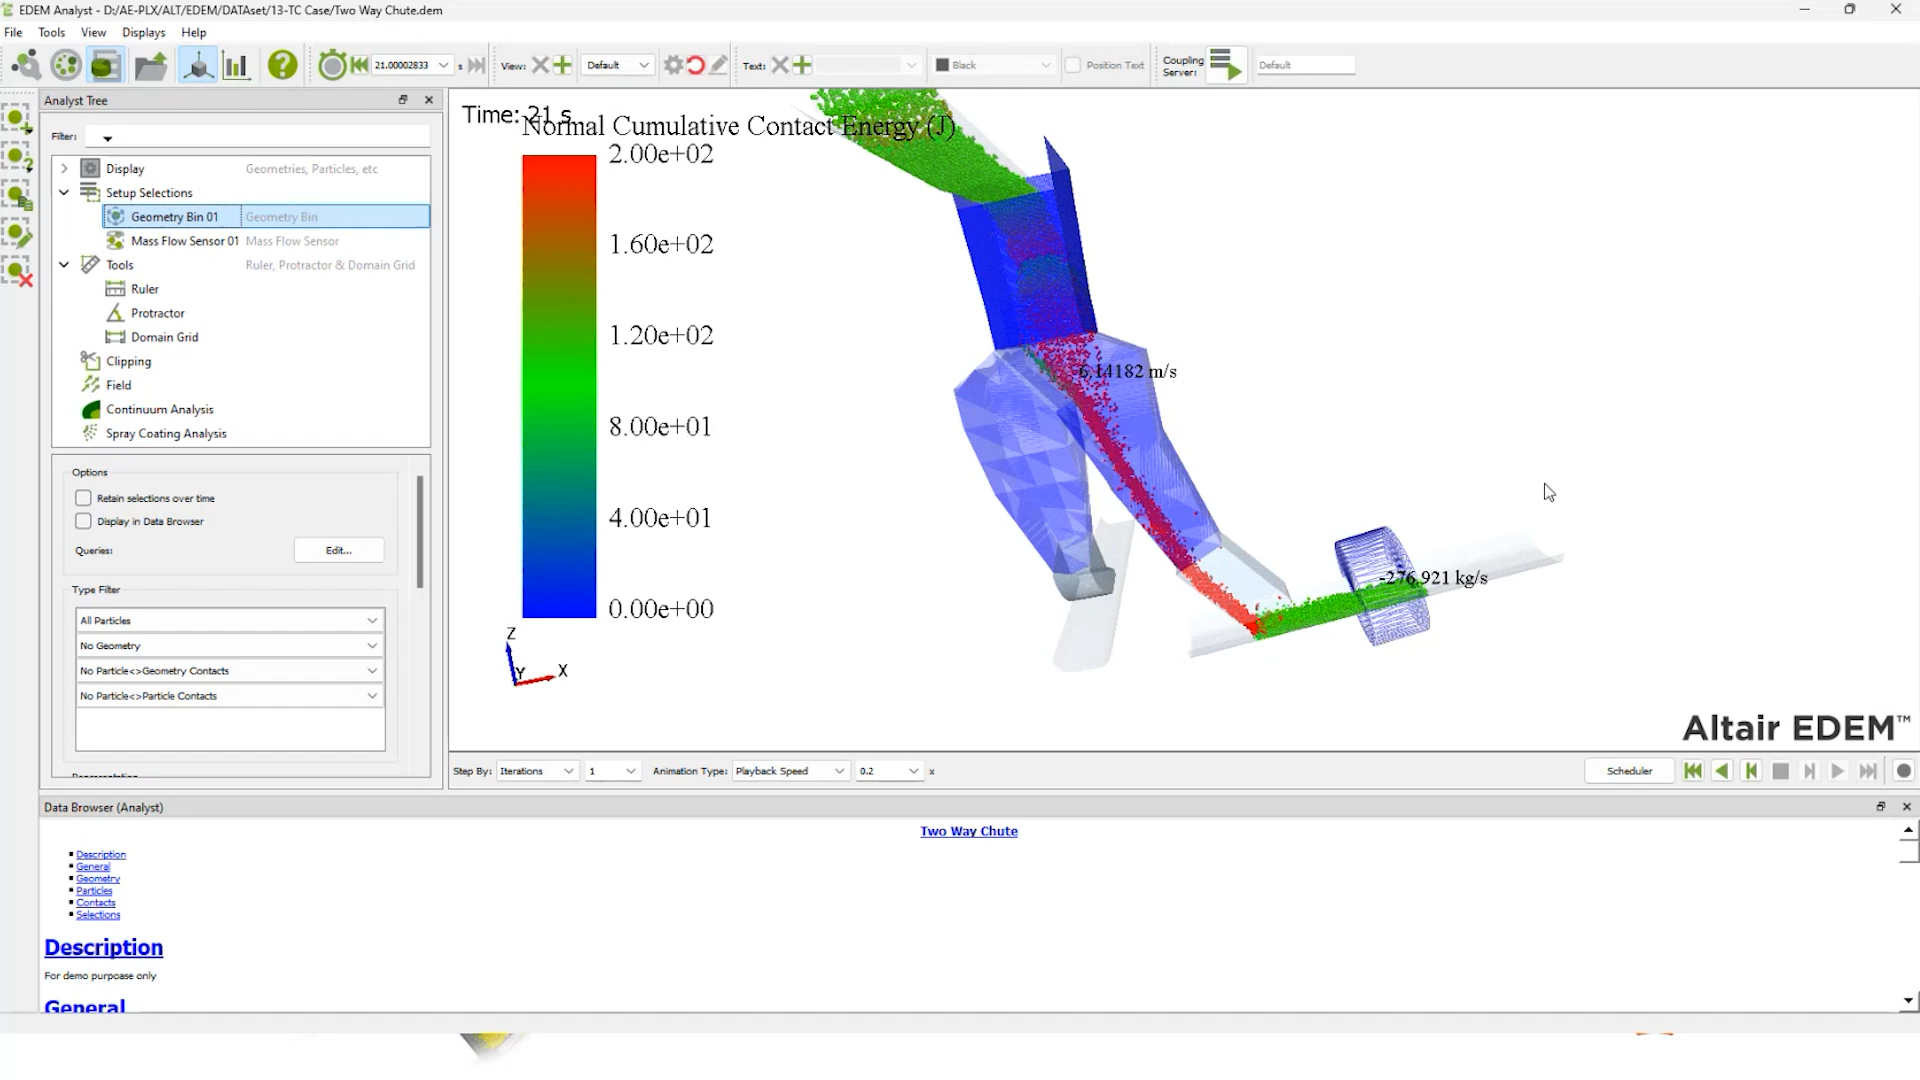 EDEM Analyst - D:/AE-PLX/ALT/EDEM/DATAset/13-TC Case/Two Way Chute.dem
File Tools View Displays Help
21.00002833 s View: Default Text: Black Position Text Coupling Server: Default
Analyst Tree
Filter:
Display Geometries, Particles, etc
Setup Selections
Geometry Bin 01 Geometry Bin
Mass Flow Sensor 01 Mass Flow Sensor
Tools Ruler, Protractor & Domain Grid
Ruler
Protractor
Domain Grid
Clipping
Field
Continuum Analysis
Spray Coating Analysis
Options
Retain selections over time
Display in Data Browser
Queries: Edit...
Type Filter
All Particles
No Geometry
No Particle<>Geometry Contacts
No Particle<>Particle Contacts
Time: 21 s
Normal Cumulative Contact Energy (J)
2.00e+02
1.60e+02
1.20e+02
8.00e+01
4.00e+01
0.00e+00
6.14182 m/s
-276.921 kg/s
Z
Y
X
Altair EDEM™
Step By: Iterations 1 Animation Type: Playback Speed 0.2 x Scheduler
Data Browser (Analyst)
Two Way Chute
Description
General
Geometry
Particles
Contacts
Selections
Description
For demo purpoase only
General